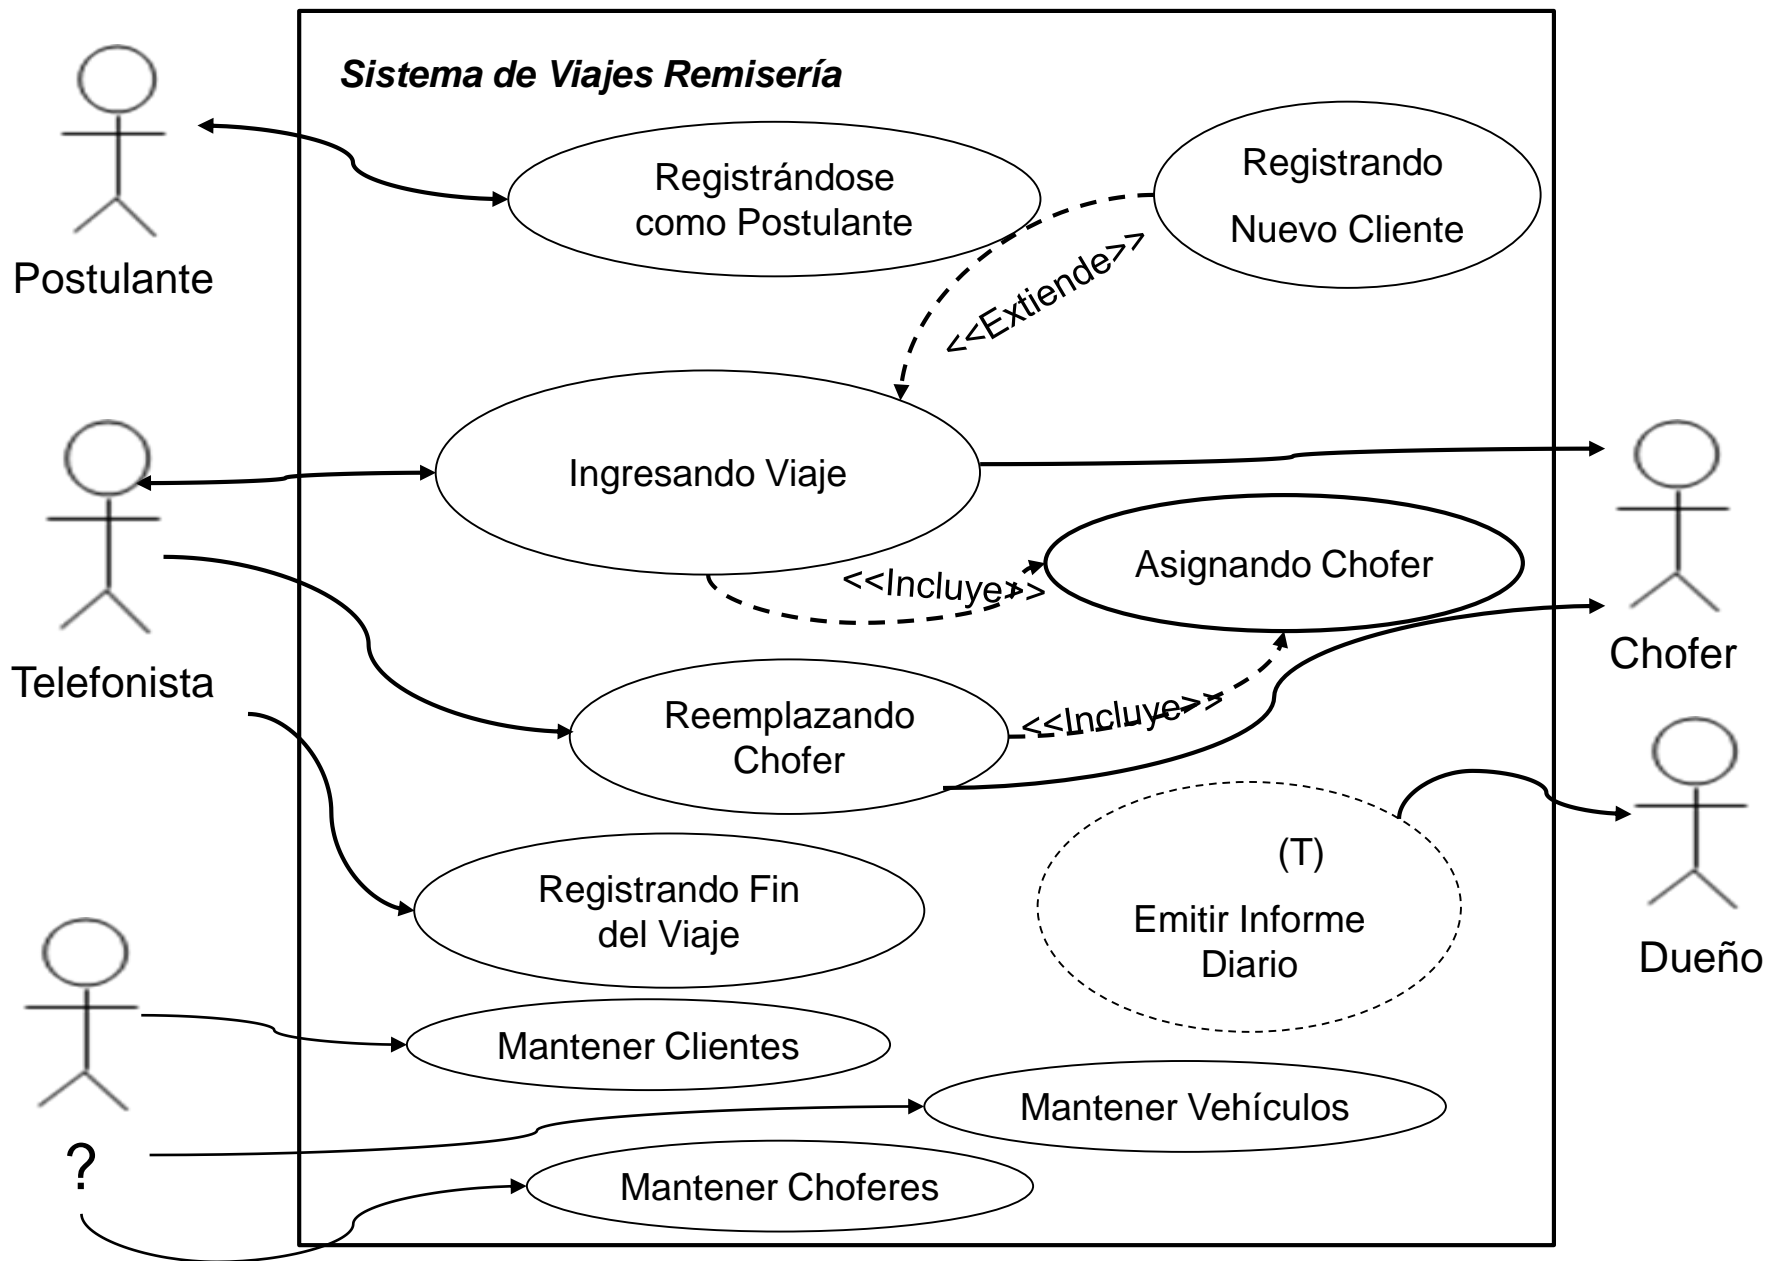 Sistema de Viajes Remisería
Registrándose
como Postulante
Registrando
Nuevo Cliente
Postulante
<<Extiende>>
Ingresando Viaje
<<Incluye>>
Asignando Chofer
Chofer
Telefonista
Reemplazando
Chofer
<<Incluye>>
(T)
Emitir Informe
Diario
Registrando Fin
del Viaje
Dueño
Mantener Clientes
Mantener Vehículos
?
Mantener Choferes